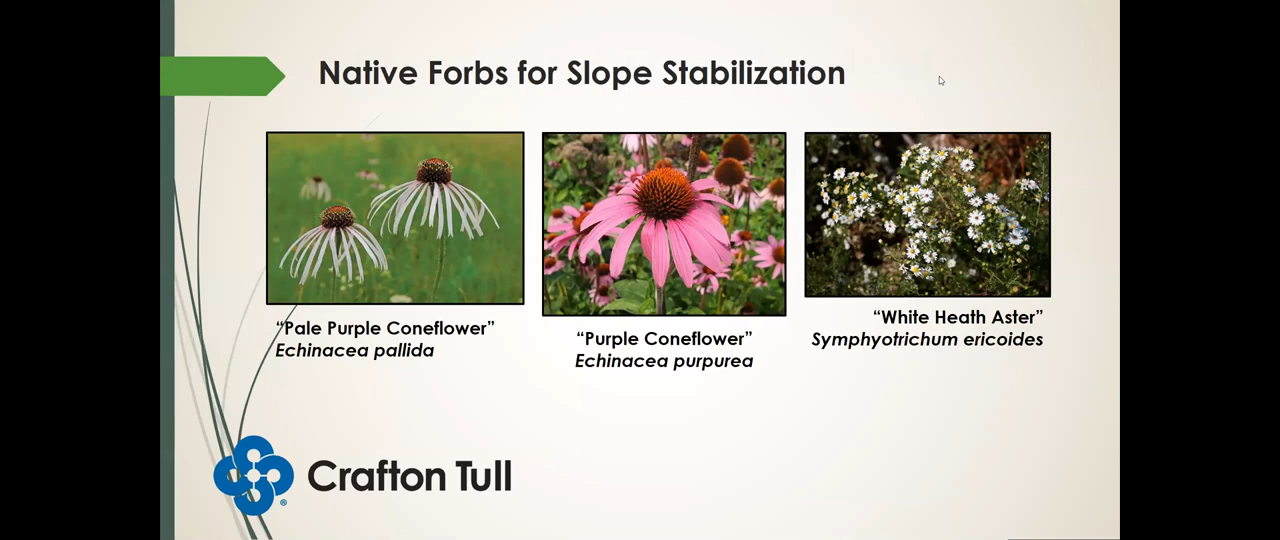 Native Forbs for Slope Stabilization
“Pale Purple Coneflower”
Echinacea pallida
“Purple Coneflower”
Echinacea purpurea
“White Heath Aster”
Symphyotrichum ericoides
Crafton Tull
®